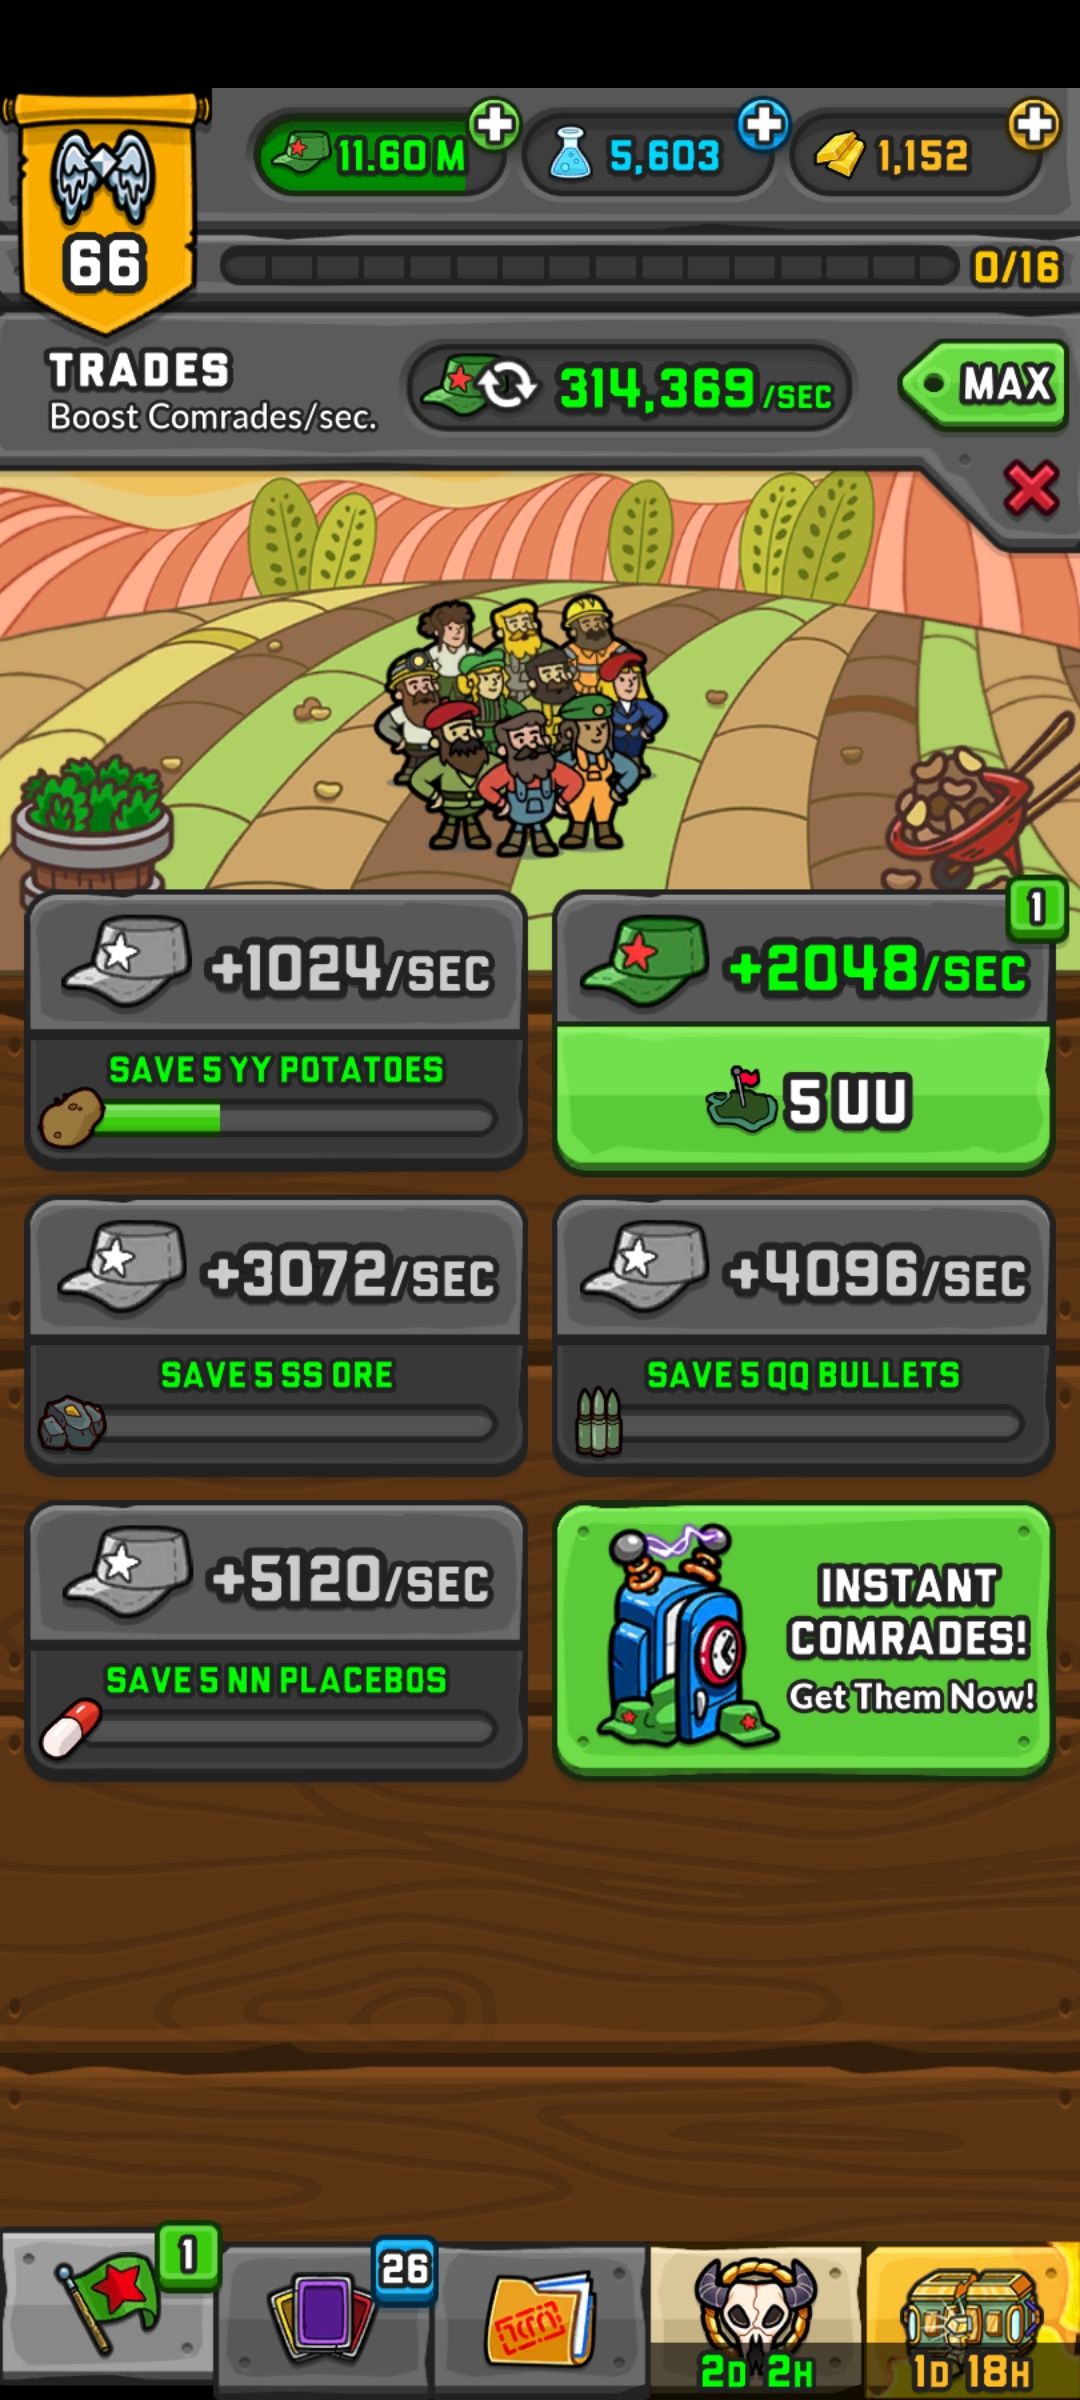 11.60 M
5,603
1,152
66
0/16
TRADES
Boost Comrades/sec.
314,369/SEC
MAX
+1024/SEC
SAVE 5 YY POTATOES
1
+2048/SEC
5 UU
+3072/SEC
SAVE 5 SS ORE
+4096/SEC
SAVE 5 QQ BULLETS
+5120/SEC
SAVE 5 NN PLACEBOS
INSTANT
COMRADES!
Get Them Now!
1
26
2D 2H
1D 18H